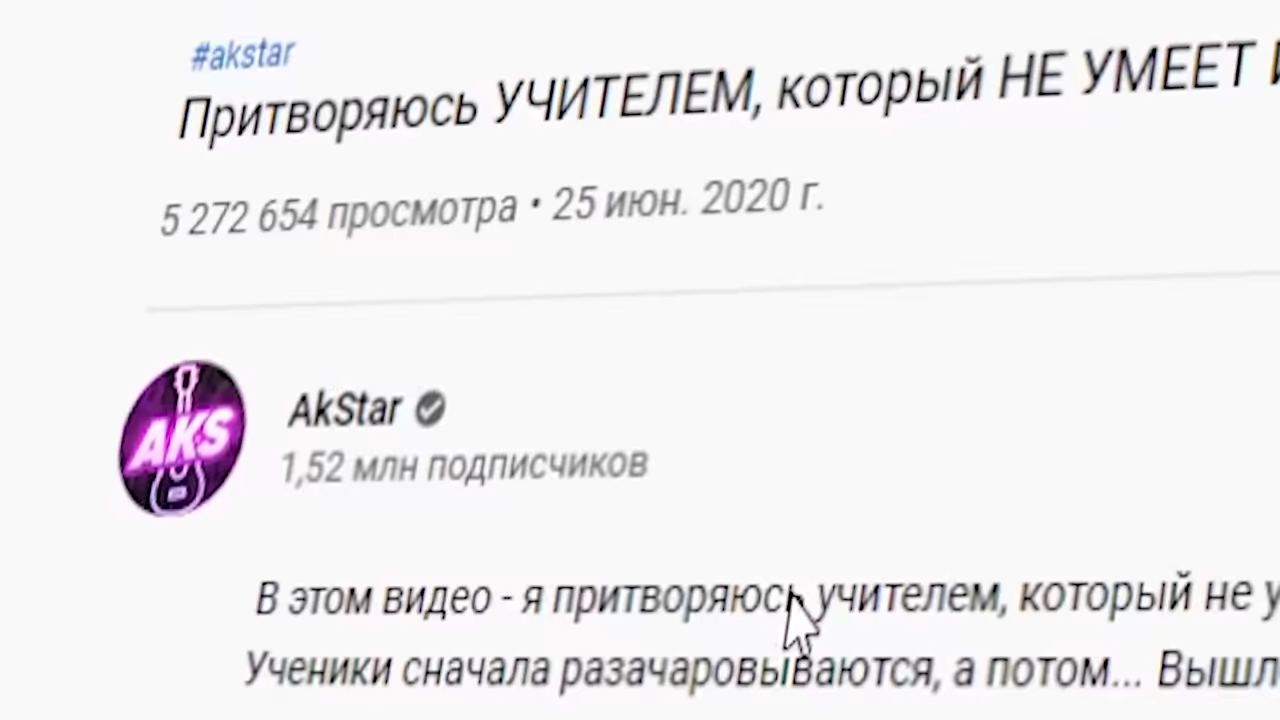 #akstar
Притворяюсь УЧИТЕЛЕМ, который НЕ УМЕЕТ
5 272 654 просмотра • 25 июн. 2020 г.
AKS
AkStar
1,52 млн подписчиков
В этом видео - я притворяюсь учителем, который не у
Ученики сначала разачаровываются, а потом... Вышл